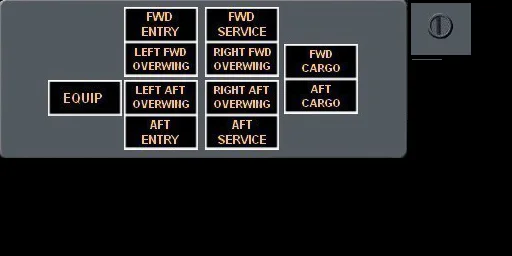 FWD
ENTRY
FWD
SERVICE
LEFT FWD
OVERWING
RIGHT FWD
OVERWING
FWD
CARGO
EQUIP
LEFT AFT
OVERWING
RIGHT AFT
OVERWING
AFT
CARGO
AFT
ENTRY
AFT
SERVICE